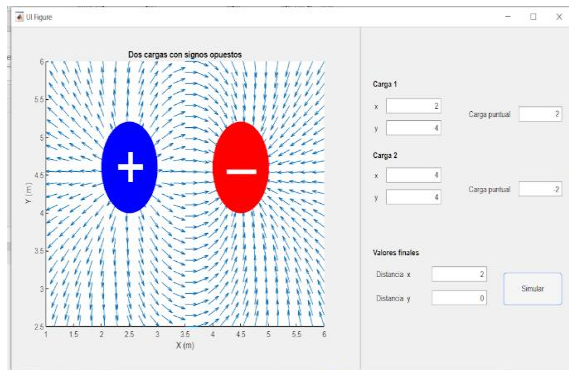 UI Figure
Dos cargas con signos opuestos
6
5.5
5
4.5
4
3.5
3
2.5
Y (m)
1 1.5 2 2.5 3 3.5 4 4.5 5 5.5 6
X (m)
+
−
Carga 1
x 2
Carga puntual 2
y 4
Carga 2
x 4
Carga puntual -2
y 4
Valores finales
Distancia x 2
Simular
Distancia y 0